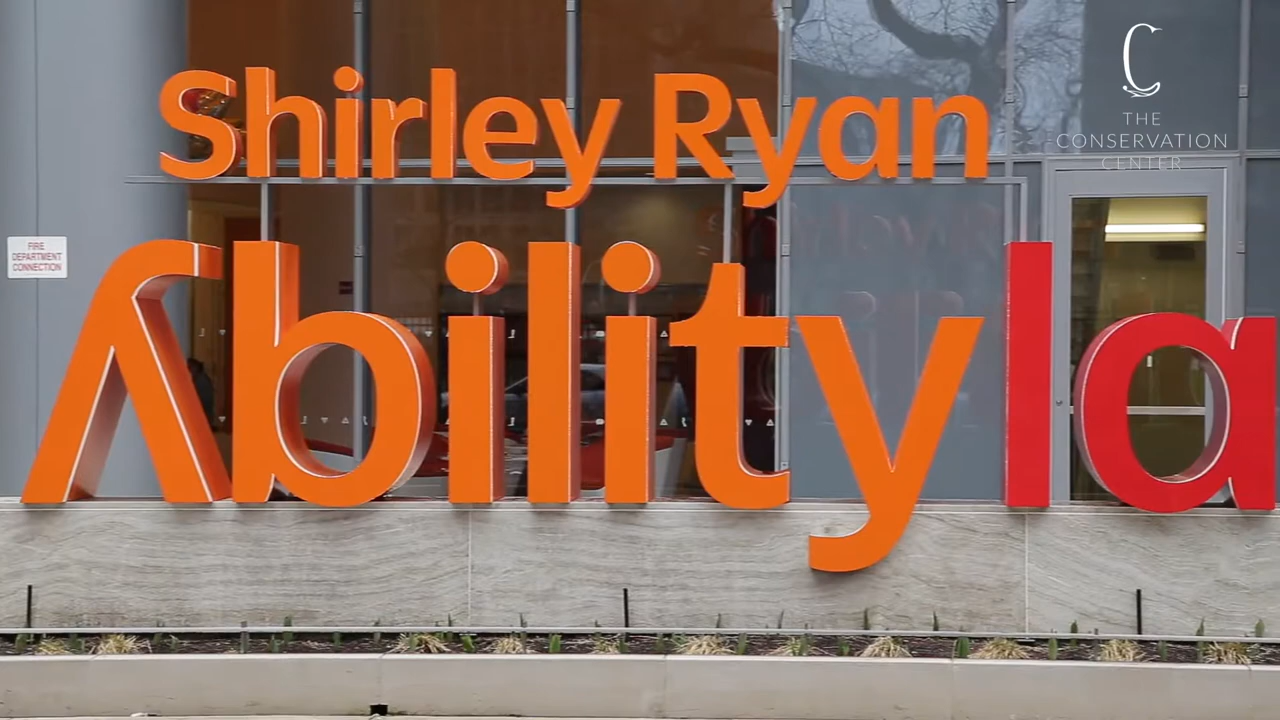 Shirley Ryan
Abilityla
FIRE
DEPARTMENT
CONNECTION
C
THE
CONSERVATION
CENTER